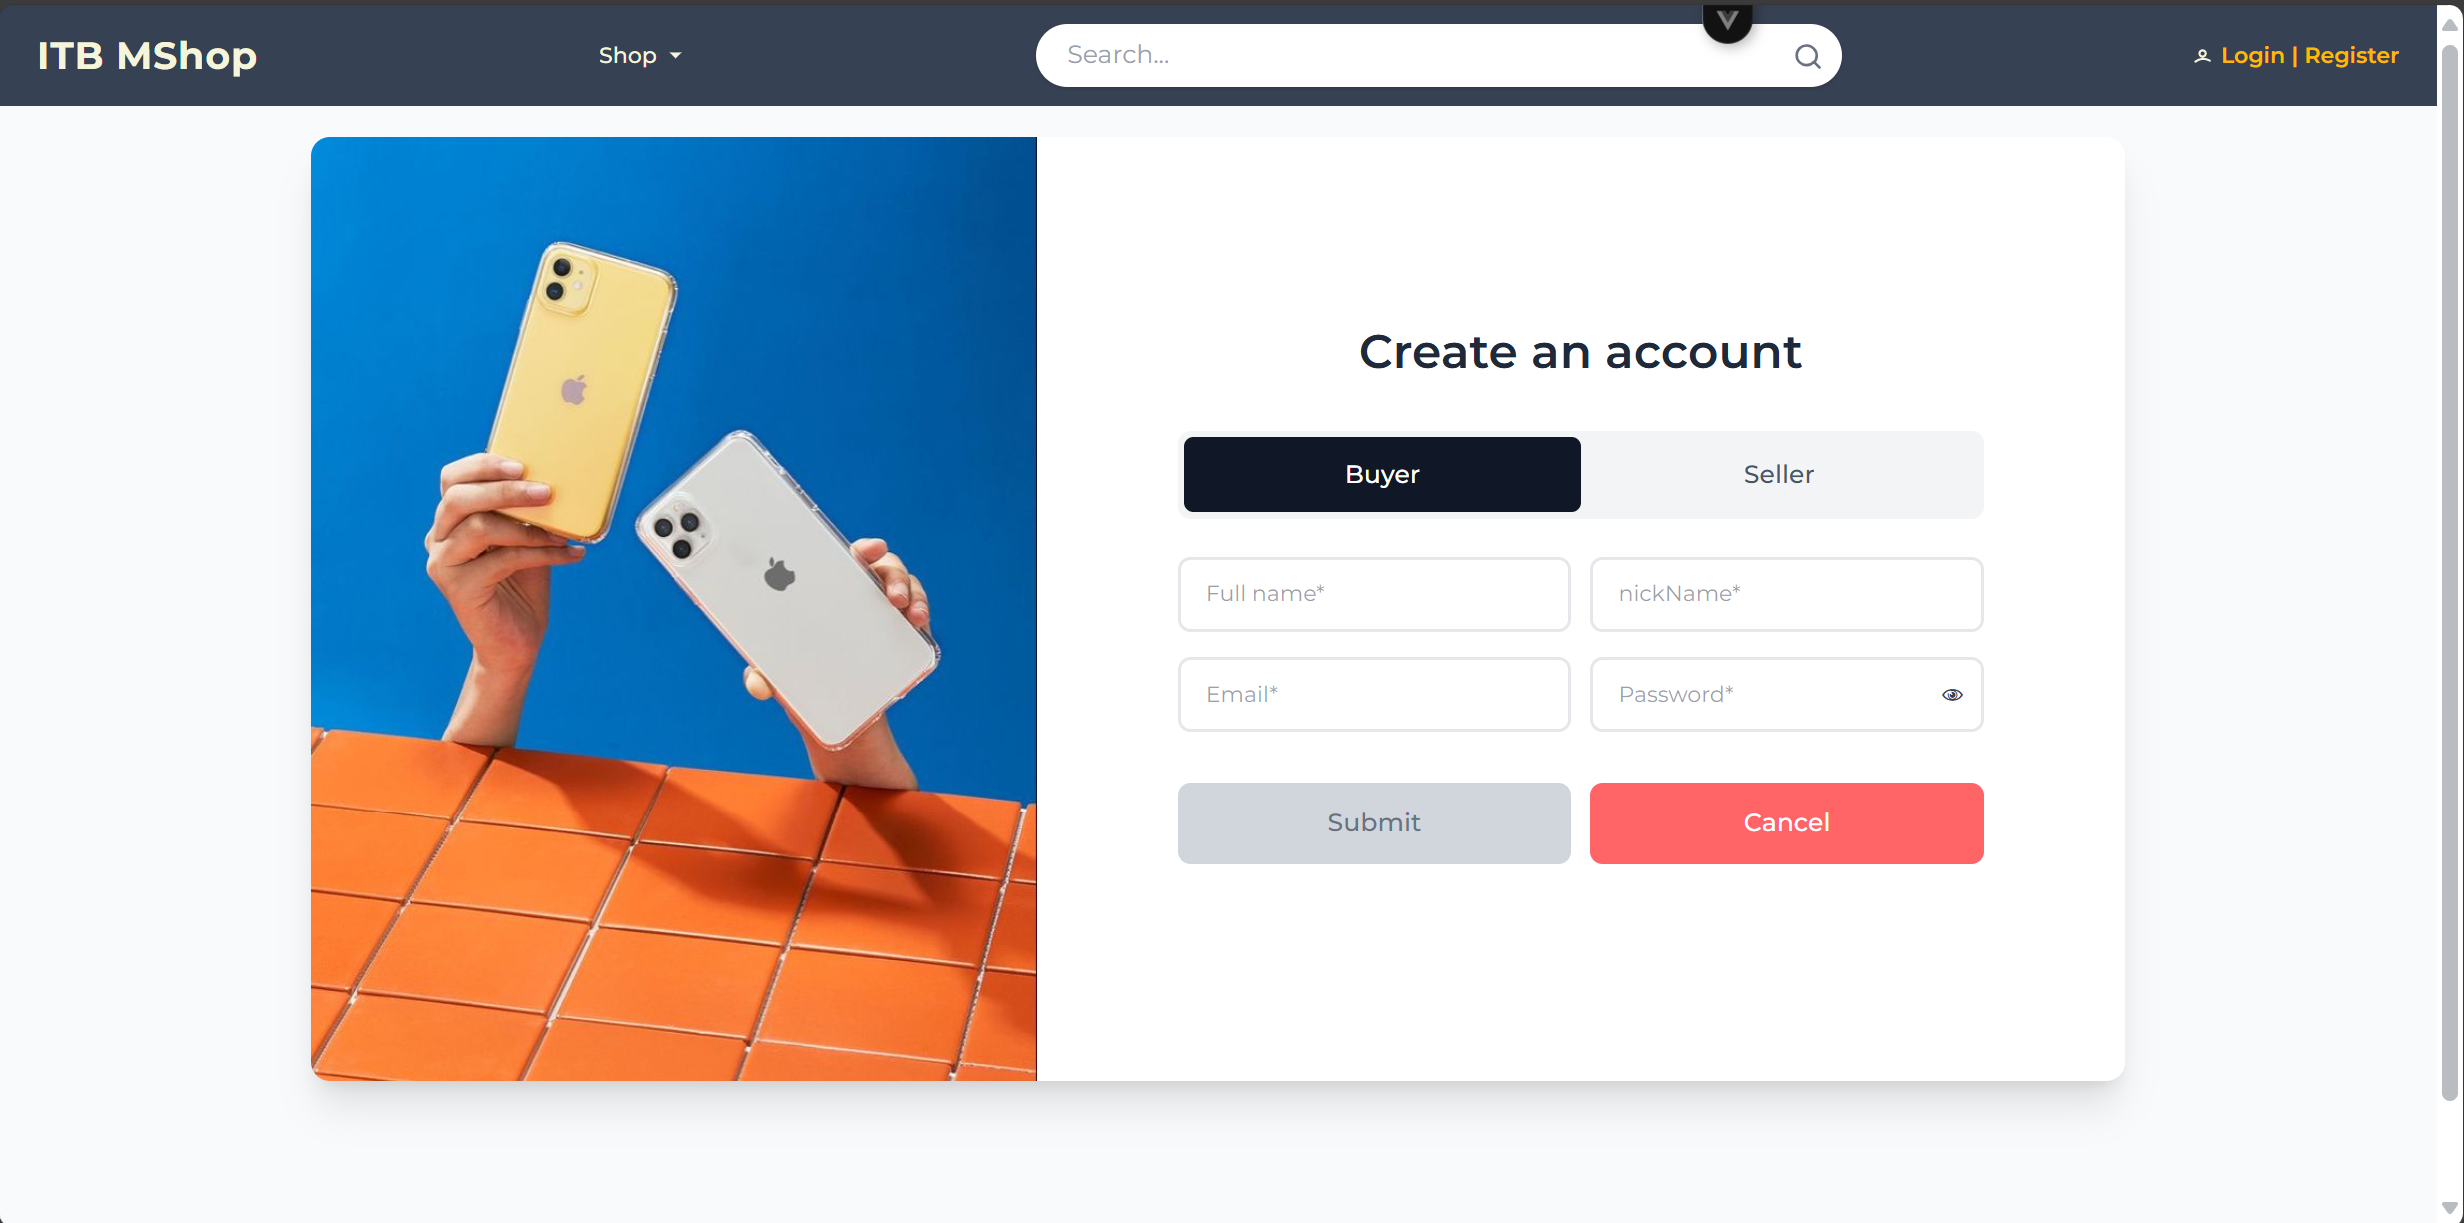 ITB MShop
Shop
Search...
Login | Register
Create an account
Buyer
Seller
Full name*
nickName*
Email*
Password*
Submit
Cancel